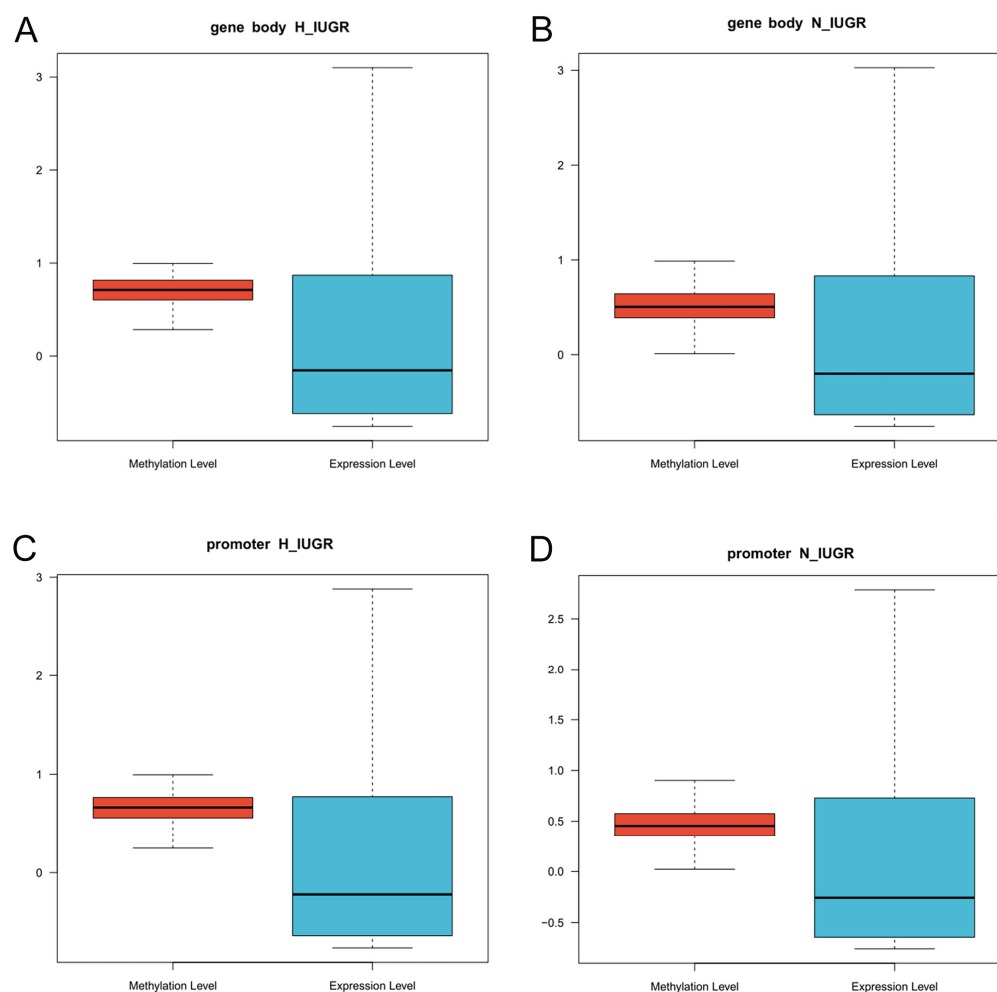 A
gene body H_IUGR
3
2
1
0
Methylation Level
Expression Level
B
gene body N_IUGR
3
2
1
0
Methylation Level
Expression Level
C
promoter H_IUGR
3
2
1
0
Methylation Level
Expression Level
D
promoter N_IUGR
2.5
2.0
1.5
1.0
0.5
0.0
−0.5
Methylation Level
Expression Level